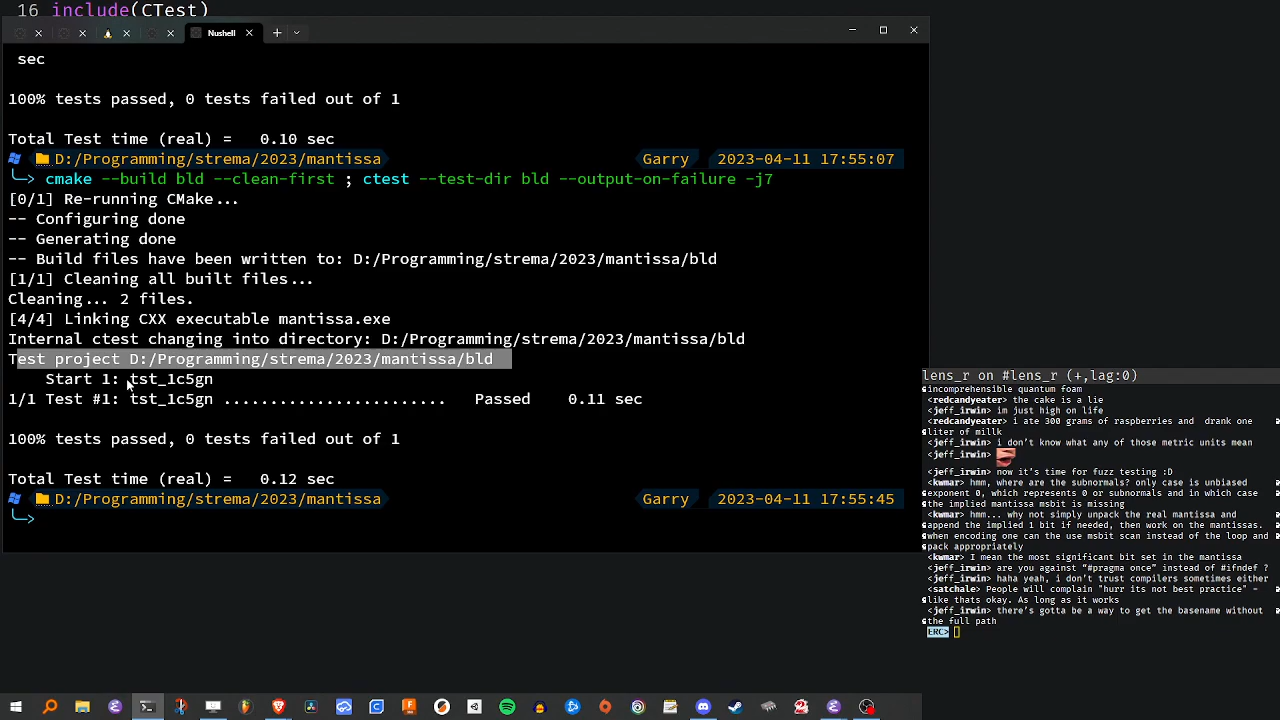 16 include(CTest)
Nushell
sec
100% tests passed, 0 tests failed out of 1
Total Test time (real) =   0.10 sec
D:/Programming/strema/2023/mantissa Garry 2023-04-11 17:55:07
cmake --build bld --clean-first ; ctest --test-dir bld --output-on-failure -j7
[0/1] Re-running CMake...
-- Configuring done
-- Generating done
-- Build files have been written to: D:/Programming/strema/2023/mantissa/bld
[1/1] Cleaning all built files...
Cleaning... 2 files.
[4/4] Linking CXX executable mantissa.exe
Internal ctest changing into directory: D:/Programming/strema/2023/mantissa/bld
Test project D:/Programming/strema/2023/mantissa/bld
    Start 1: tst_1c5gn
1/1 Test #1: tst_1c5gn ........................   Passed    0.11 sec
100% tests passed, 0 tests failed out of 1
Total Test time (real) =   0.12 sec
D:/Programming/strema/2023/mantissa Garry 2023-04-11 17:55:45
lens_r on #lens_r (+,lag:0)
incomprehensible quantum foam
<redcandyeater> the cake is a lie
<jeff_irwin> im just high on life
<redcandyeater> i ate 300 grams of raspberries and  drank one
liter of millk
<jeff_irwin> i don't know what any of those metric units mean
<jeff_irwin>
<jeff_irwin> now it's time for fuzz testing :D
<kwmar> hmm, where are the subnormals? only case is unbiased
exponent 0, which represents 0 or subnormals and in which case
the implied mantissa msbit is missing
<kwmar> hmm... why not simply unpack the real mantissa and
append the implied 1 bit if needed, then work on the mantissas.
when encoding one can the use msbit scan instead of the loop and
pack appropriately
<kwmar> I mean the most significant bit set in the mantissa
<jeff_irwin> are you against "#pragma once" instead of #ifndef ?
<jeff_irwin> haha yeah, i don't trust compilers sometimes either
<satchale> People will complain "hurr its not best practice" -
like thats okay. As long as it works
<jeff_irwin> there's gotta be a way to get the basename without
the full path
ERC>